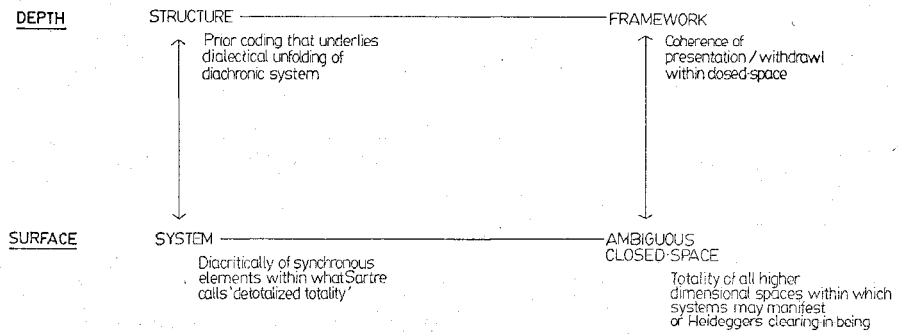 DEPTH
STRUCTURE
FRAMEWORK
Prior coding that underlies
dialectical unfolding of
diachronic system
Coherence of
presentation / withdrawl
within closed-space
SURFACE
SYSTEM
AMBIGUOUS
CLOSED-SPACE
Diacritically of synchronous
elements within what Sartre
calls 'detotalized totality'
Totality of all higher
dimensional spaces within which
systems may manifest
or Heideggers clearing-in-being